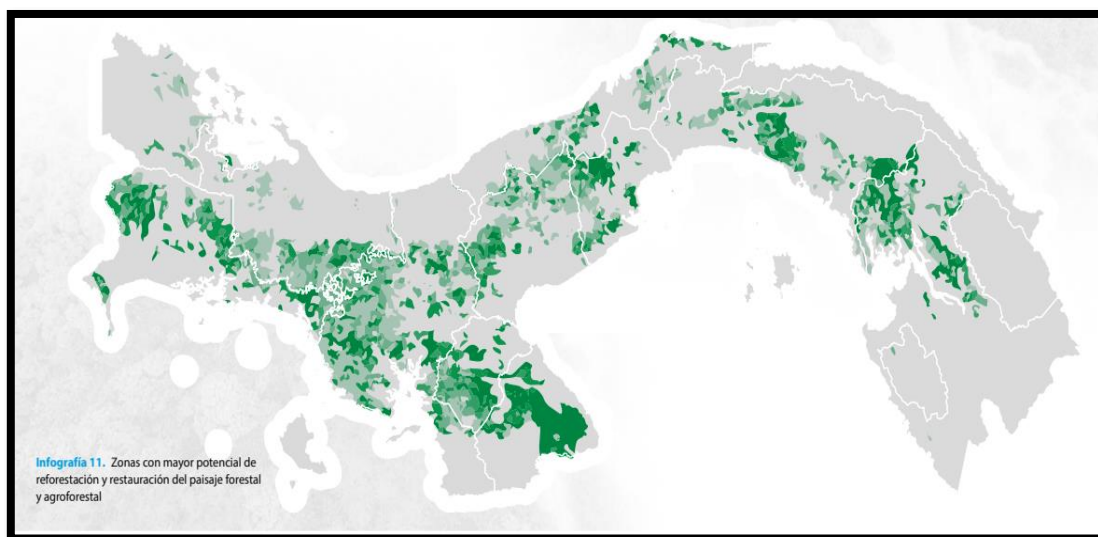 Infografía 11. Zonas con mayor potencial de
reforestación y restauración del paisaje forestal
y agroforestal